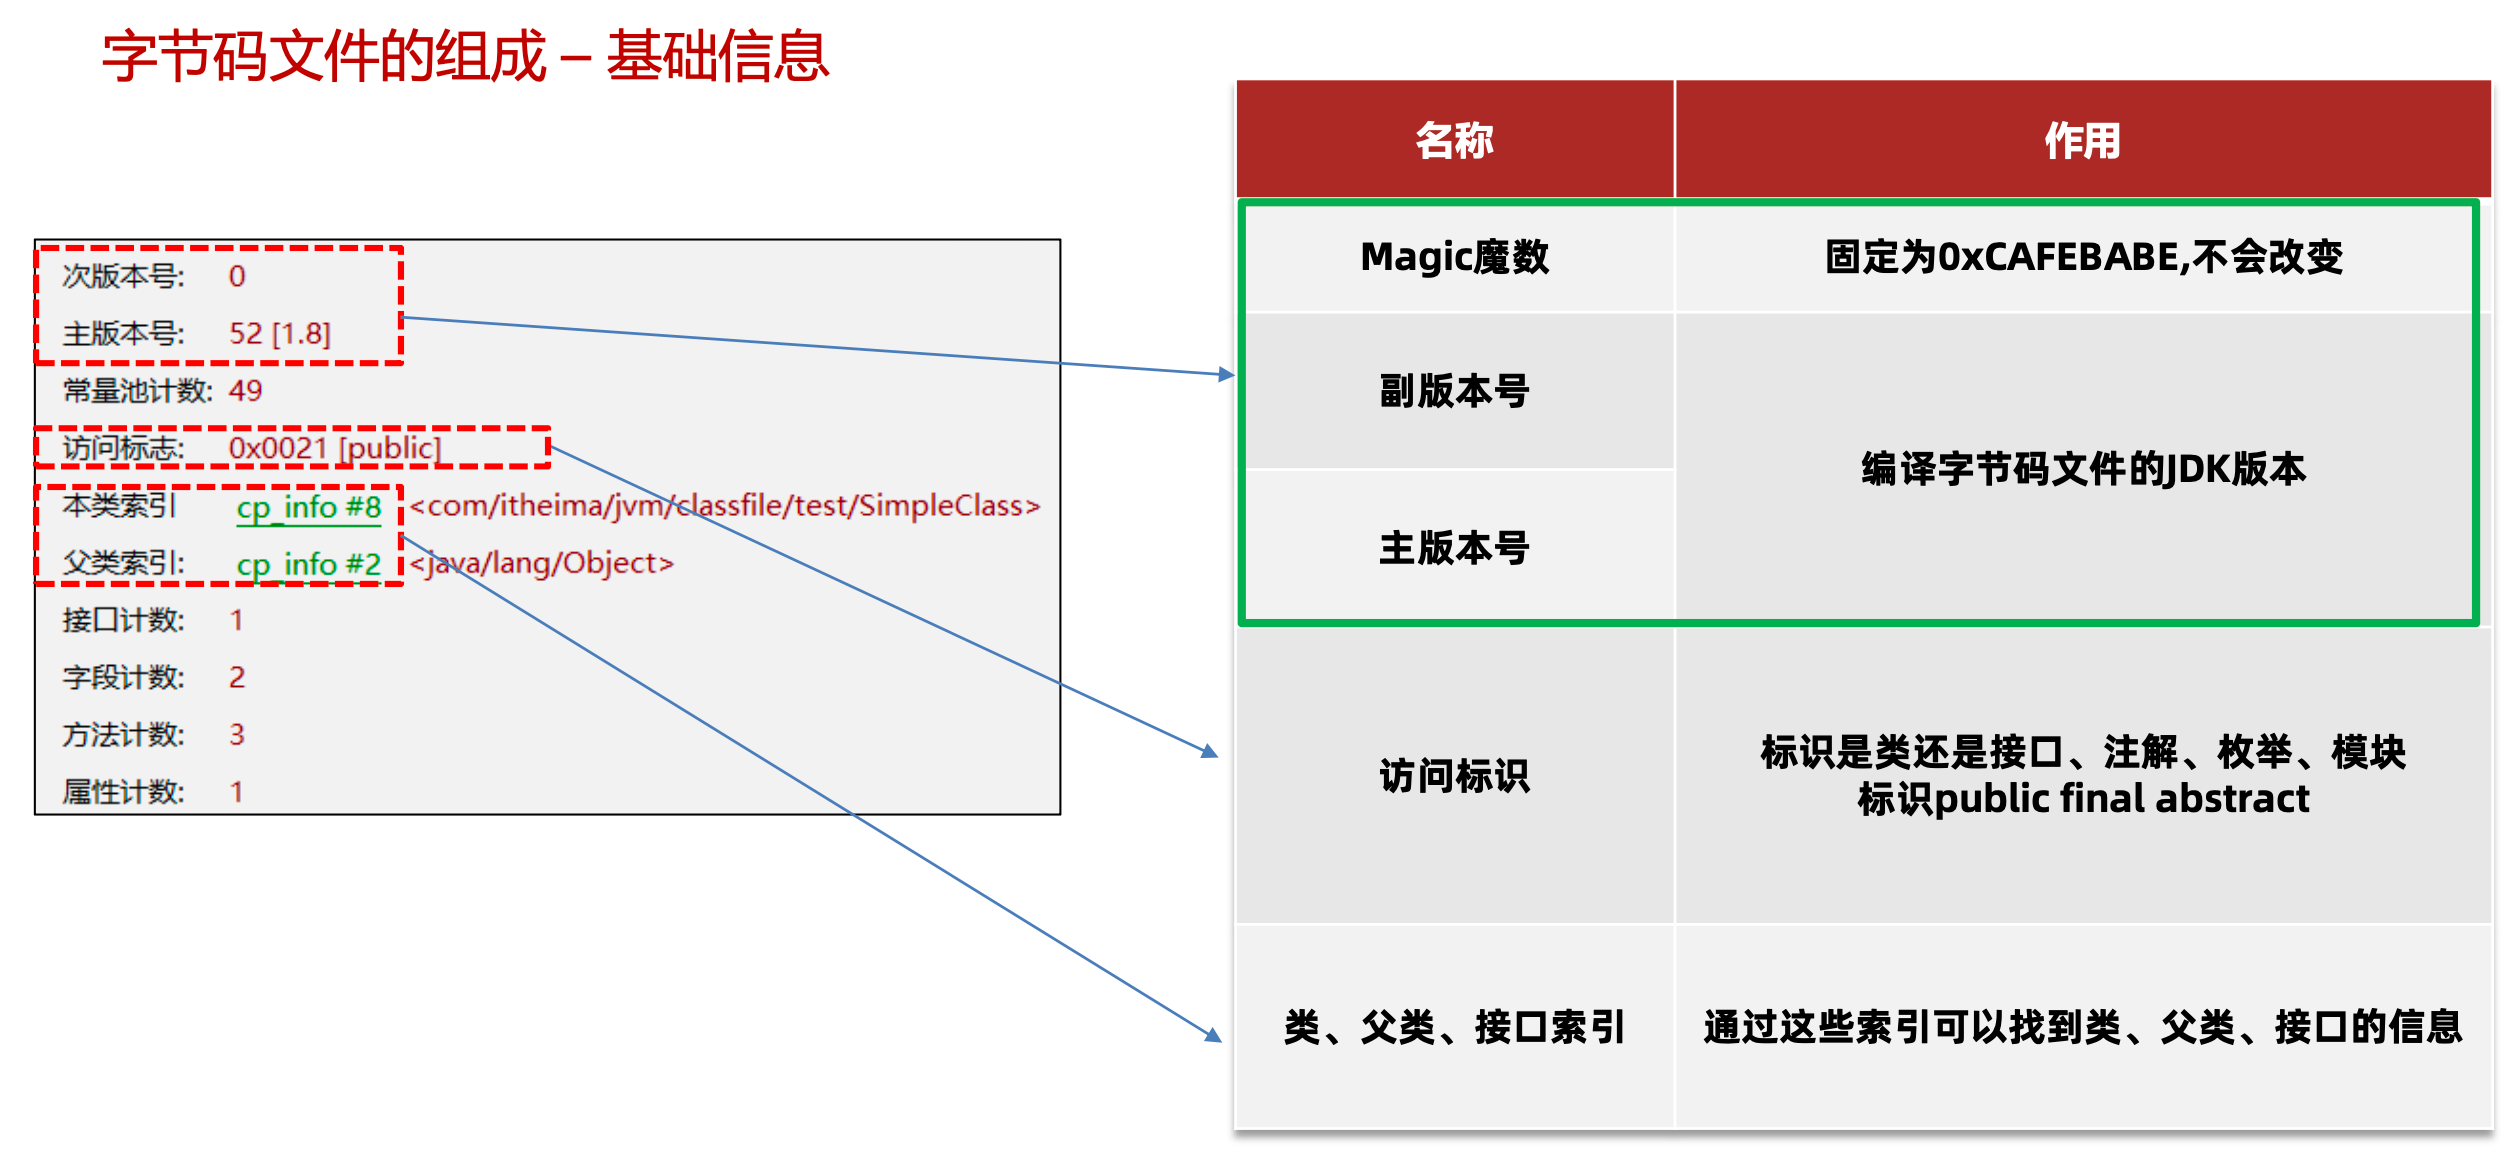 字节码文件的组成 – 基础信息
次版本号: 0
主版本号: 52 [1.8]
常量池计数: 49
访问标志: 0x0021 [public]
本类索引 cp_info #8 <com/itheima/jvm/classfile/test/SimpleClass>
父类索引: cp_info #2 <java/lang/Object>
接口计数: 1
字段计数: 2
方法计数: 3
属性计数: 1
名称 作用
Magic魔数 固定为0xCAFEBABE,不会改变
副版本号
编译字节码文件的JDK版本
主版本号
访问标识
标识是类还是接口、注解、枚举、模块
标识public final abstract
类、父类、接口索引 通过这些索引可以找到类、父类、接口的信息